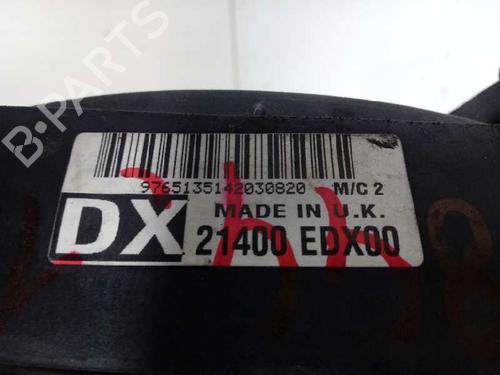 B-PARTS
9765135142030820 M/C 2
DX MADE IN U.K.
21400 EDX00